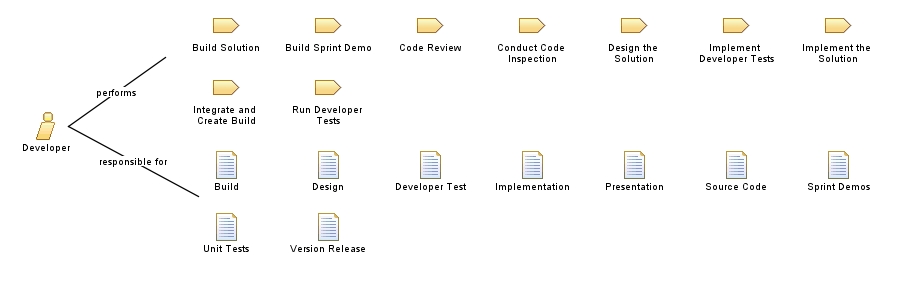 Build Solution
Build Sprint Demo
Code Review
Conduct Code
Inspection
Design the
Solution
Implement
Developer Tests
Implement the
Solution
performs
Integrate and
Create Build
Run Developer
Tests
Developer
responsible for
Build
Design
Developer Test
Implementation
Presentation
Source Code
Sprint Demos
Unit Tests
Version Release